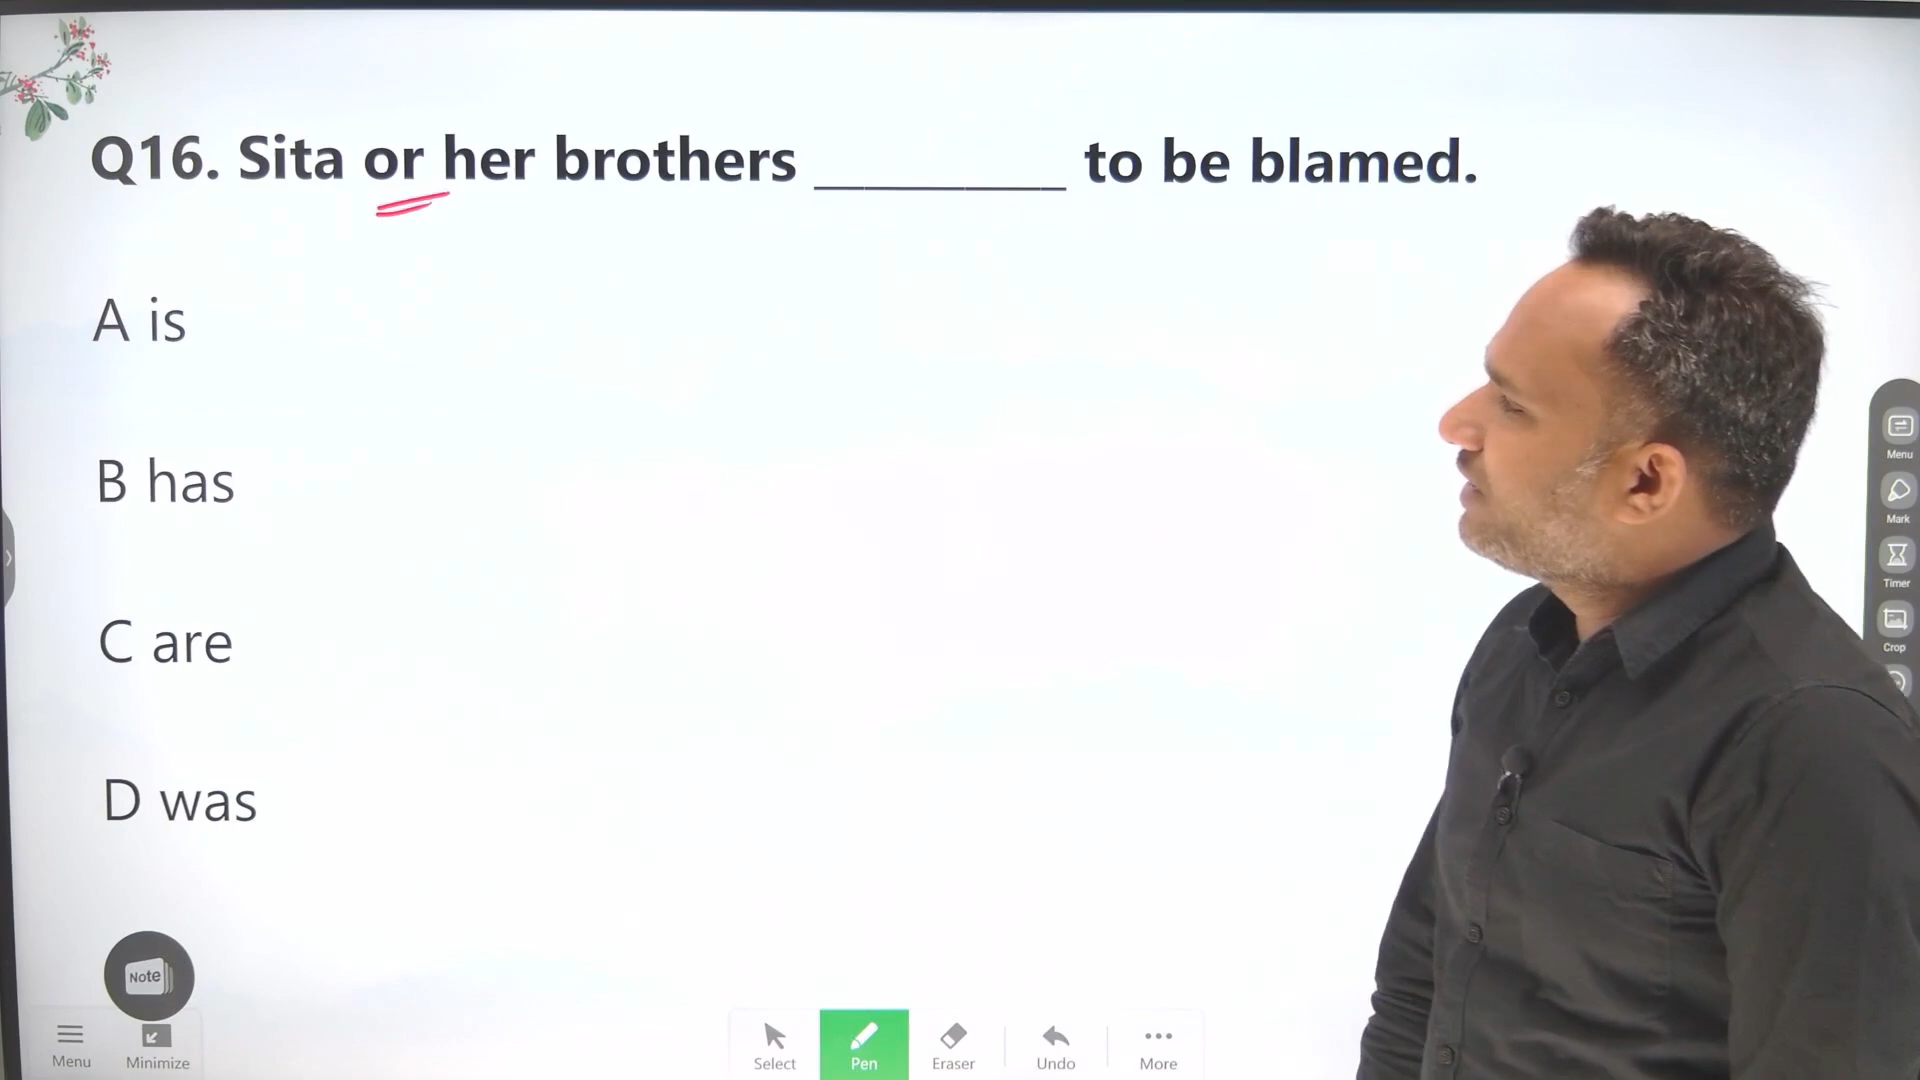 Q16. Sita or her brothers __________ to be blamed.
A is
B has
C are
D was
Menu
Mark
Timer
Crop
Note
Menu
Minimize
Select
Pen
Eraser
Undo
More